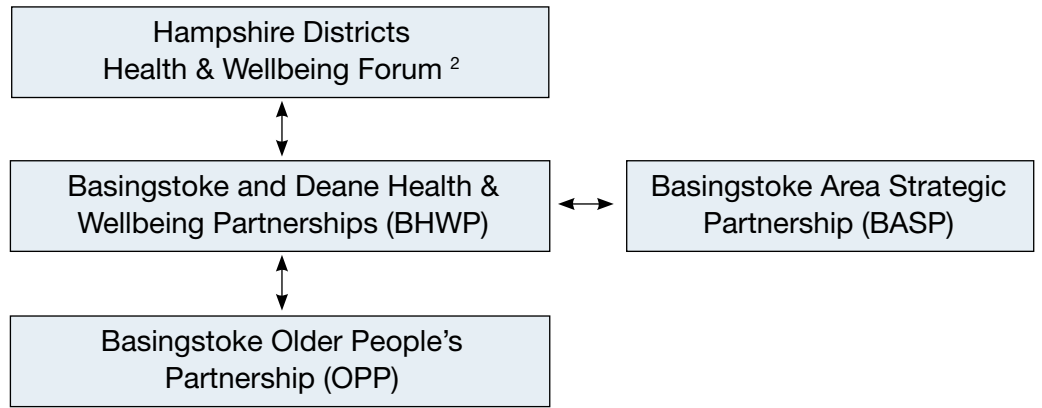 Hampshire Districts
Health & Wellbeing Forum ²
Basingstoke and Deane Health &
Wellbeing Partnerships (BHWP)
Basingstoke Area Strategic
Partnership (BASP)
Basingstoke Older People’s
Partnership (OPP)